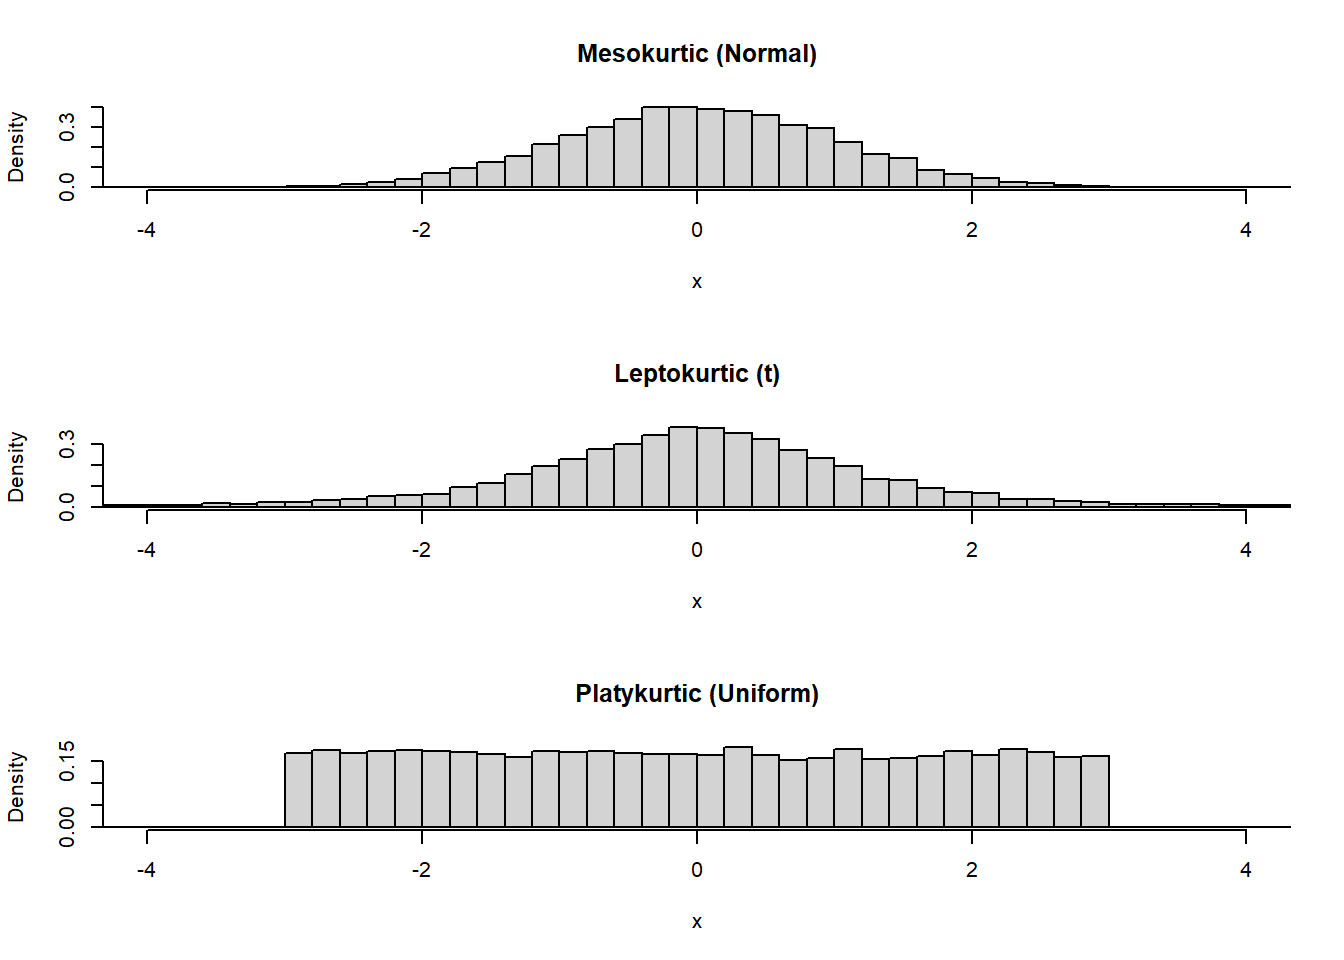 Mesokurtic (Normal)
Density
0.3
0.0
-4 -2 0 2 4
x
Leptokurtic (t)
Density
0.3
0.0
-4 -2 0 2 4
x
Platykurtic (Uniform)
Density
0.15
0.00
-4 -2 0 2 4
x